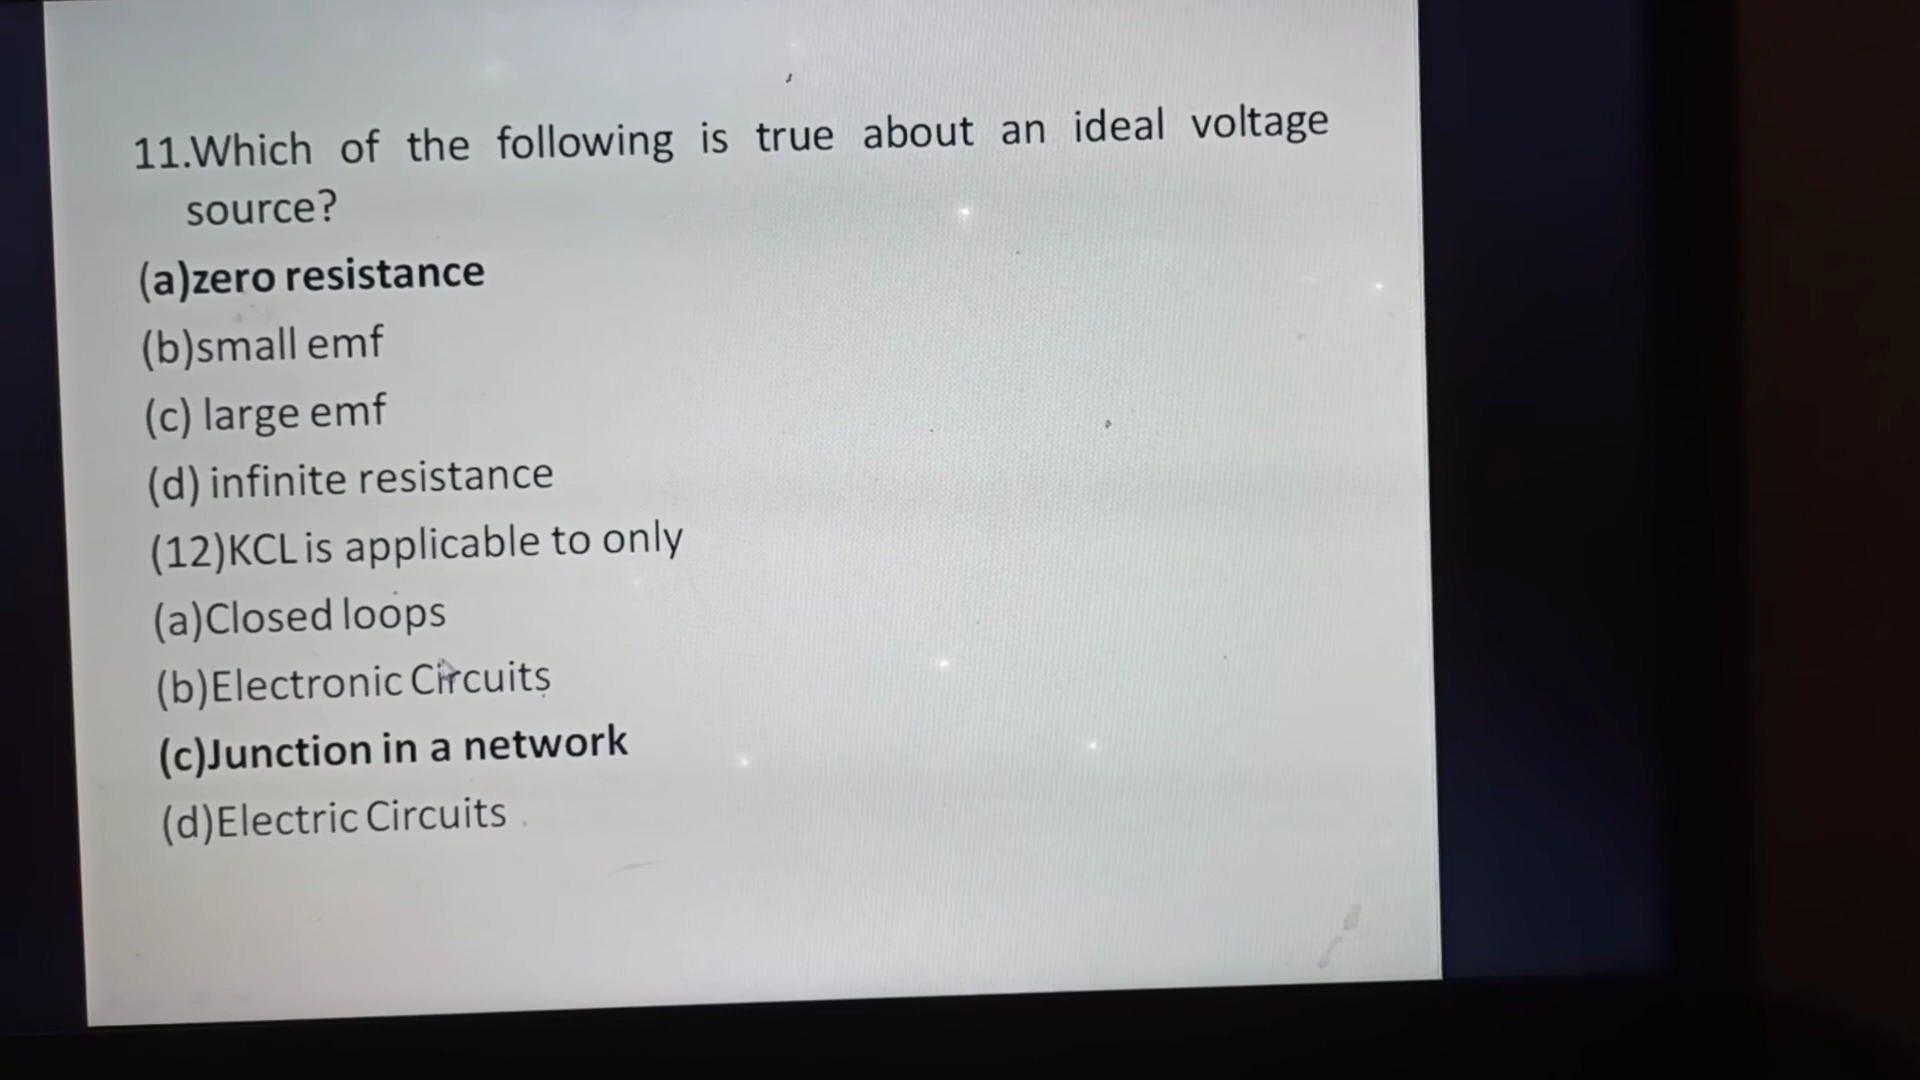 11.Which of the following is true about an ideal voltage
source?
(a)zero resistance
(b)small emf
(c) large emf
(d) infinite resistance
(12)KCL is applicable to only
(a)Closed loops
(b)Electronic Circuits
(c)Junction in a network
(d)Electric Circuits